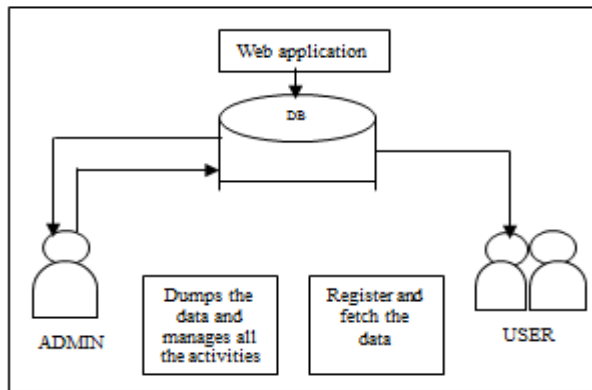 Web application
DB
Dumps the
data and
manages all
the activities
Register and
fetch the
data
ADMIN
USER